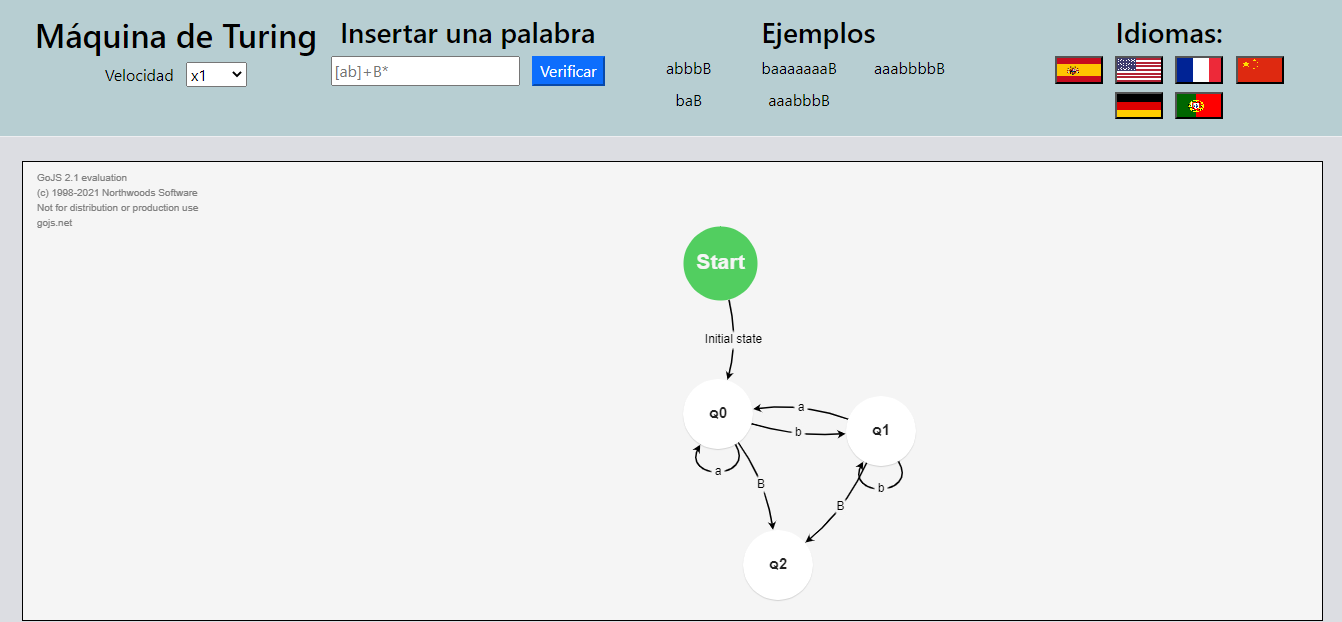 Máquina de Turing
Velocidad x1
Insertar una palabra
[ab]+B* Verificar
Ejemplos
abbbB baaaaaaaB aaabbbbB
baB aaabbbB
Idiomas:
GoJS 2.1 evaluation
(c) 1998-2021 Northwoods Software
Not for distribution or production use
gojs.net
Start
Initial state
q0
a
b
q1
a
B
b
B
q2